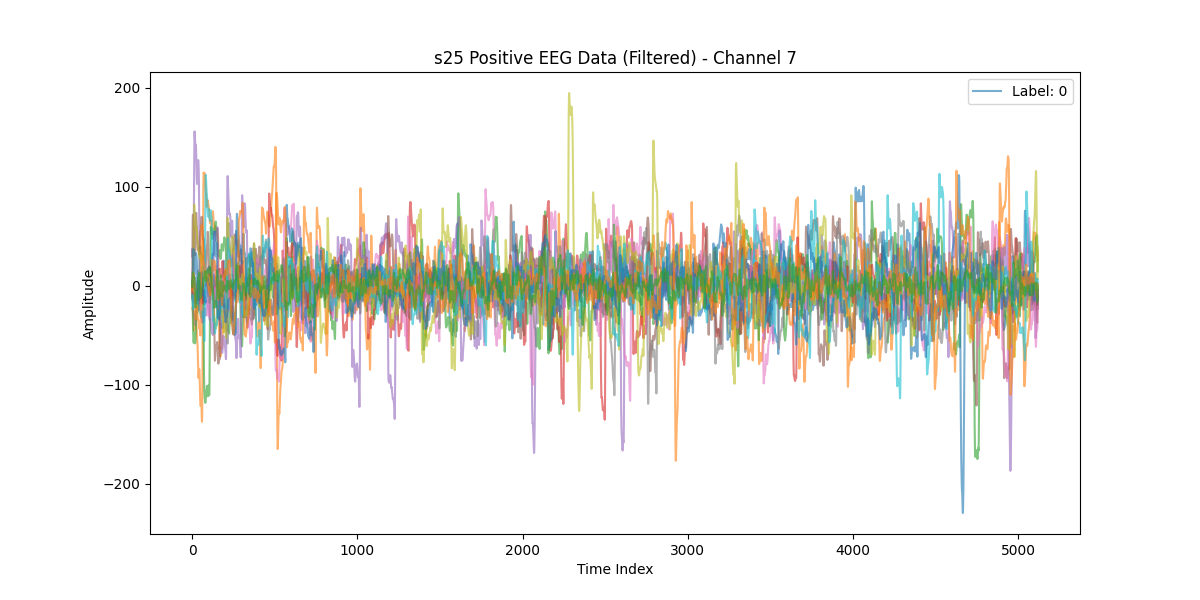 s25 Positive EEG Data (Filtered) - Channel 7
Label: 0
Amplitude
200
100
0
−100
−200
0 1000 2000 3000 4000 5000
Time Index